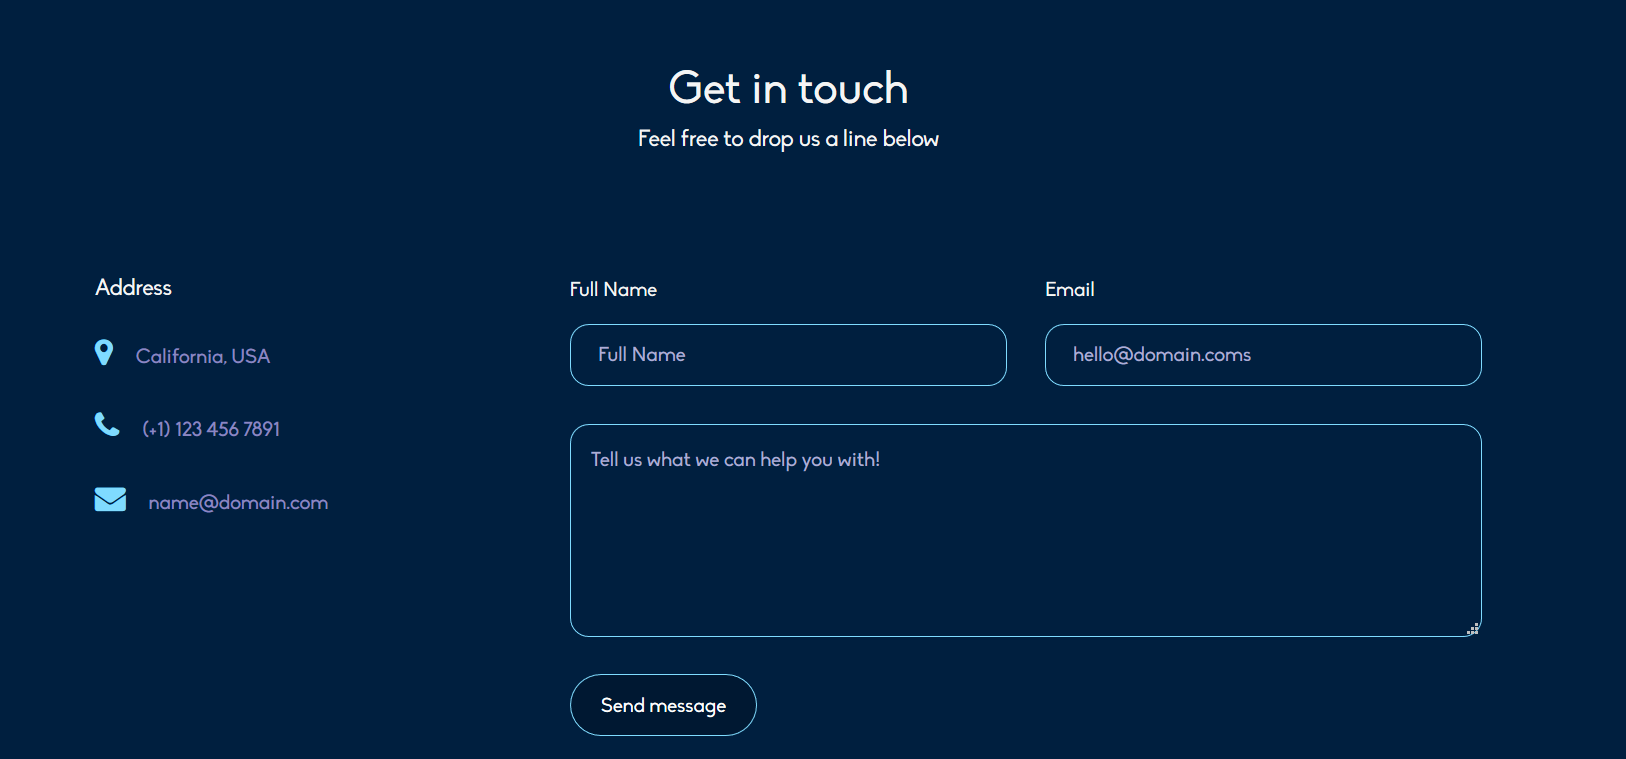 Get in touch
Feel free to drop us a line below
Address
California, USA
(+1) 123 456 7891
name@domain.com
Full Name
Full Name
Email
hello@domain.coms
Tell us what we can help you with!
Send message